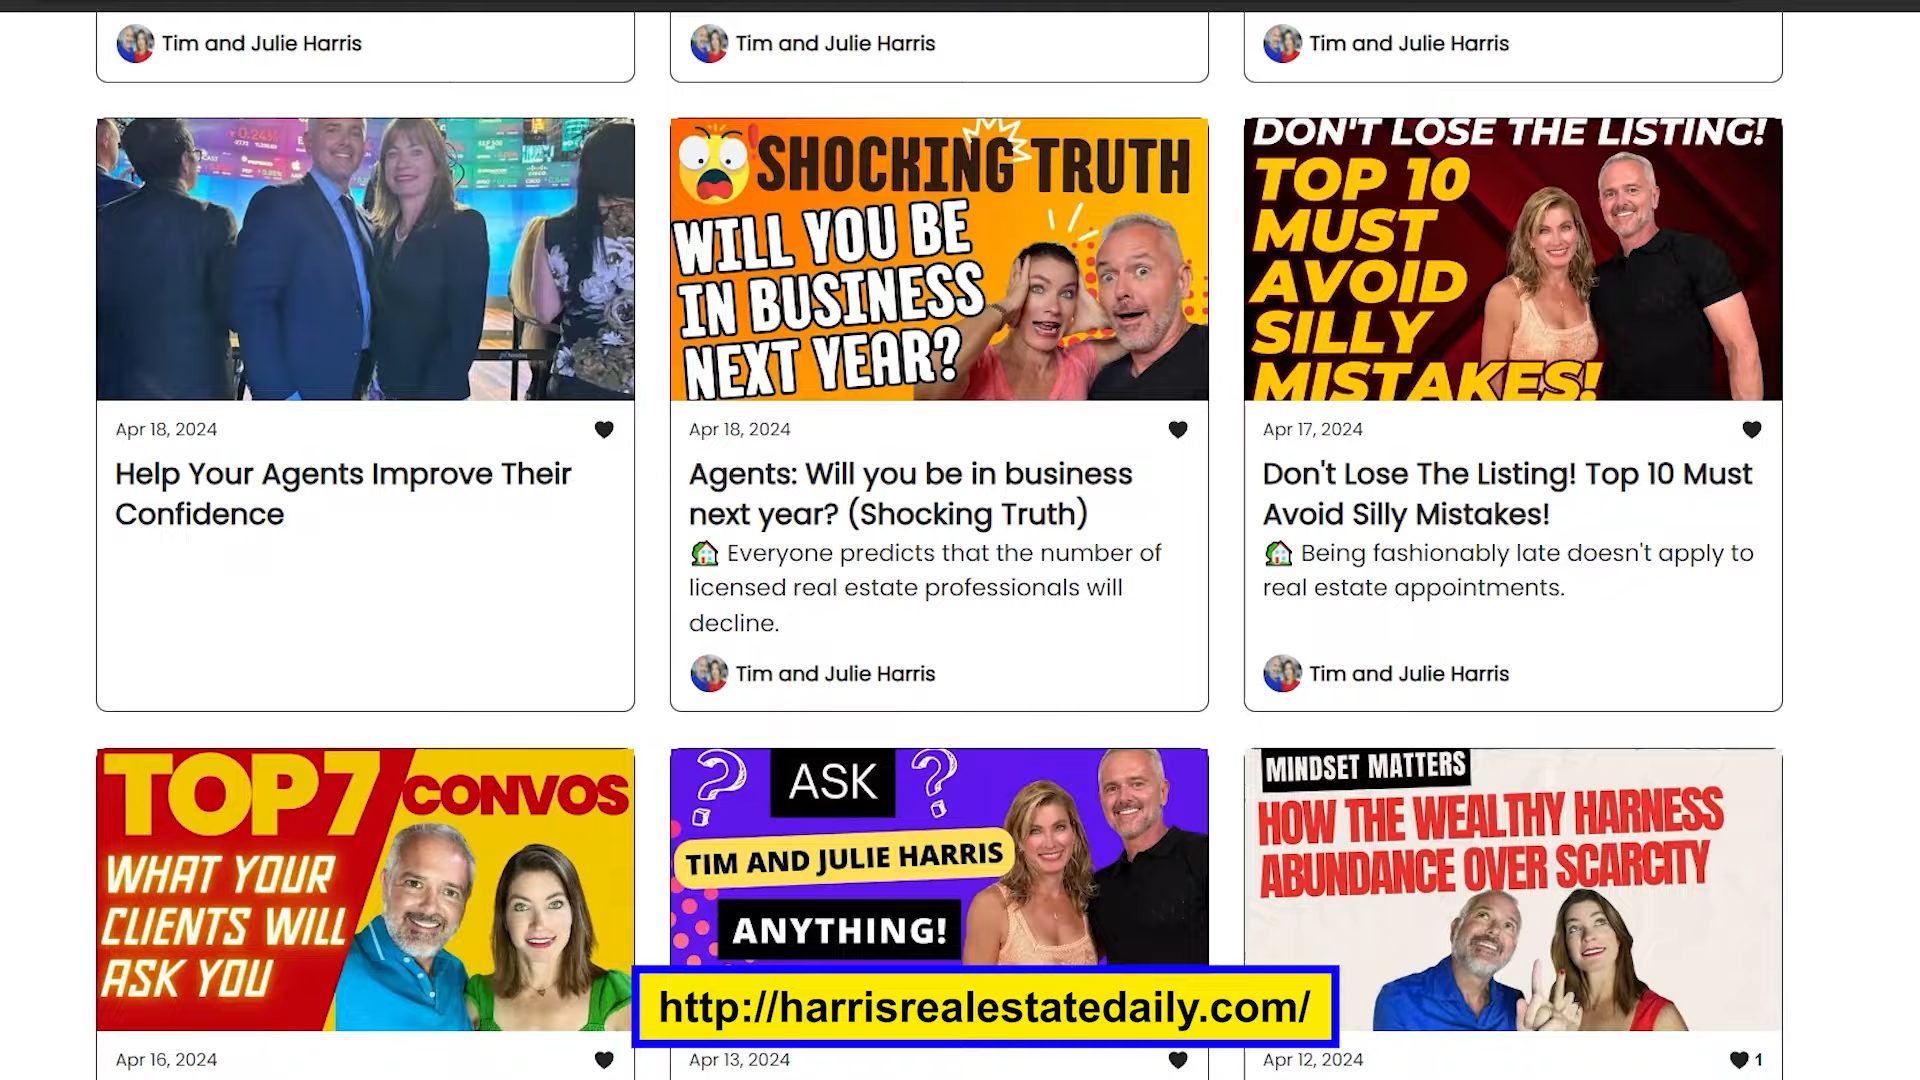 Tim and Julie Harris
Tim and Julie Harris
Tim and Julie Harris
0.24%
S&P 500
Apr 18, 2024
Help Your Agents Improve Their
Confidence
SHOCKING TRUTH
WILL YOU BE
IN BUSINESS
NEXT YEAR?
Apr 18, 2024
Agents: Will you be in business
next year? (Shocking Truth)
Everyone predicts that the number of
licensed real estate professionals will
decline.
Tim and Julie Harris
DON'T LOSE THE LISTING!
TOP 10
MUST
AVOID
SILLY
MISTAKES!
Apr 17, 2024
Don't Lose The Listing! Top 10 Must
Avoid Silly Mistakes!
Being fashionably late doesn't apply to
real estate appointments.
Tim and Julie Harris
TOP 7 CONVOS
WHAT YOUR
CLIENTS WILL
ASK YOU
Apr 16, 2024
? ASK ?
TIM AND JULIE HARRIS
ANYTHING!
Apr 13, 2024
MINDSET MATTERS
HOW THE WEALTHY HARNESS
ABUNDANCE OVER SCARCITY
Apr 12, 2024
1
http://harrisrealestatedaily.com/